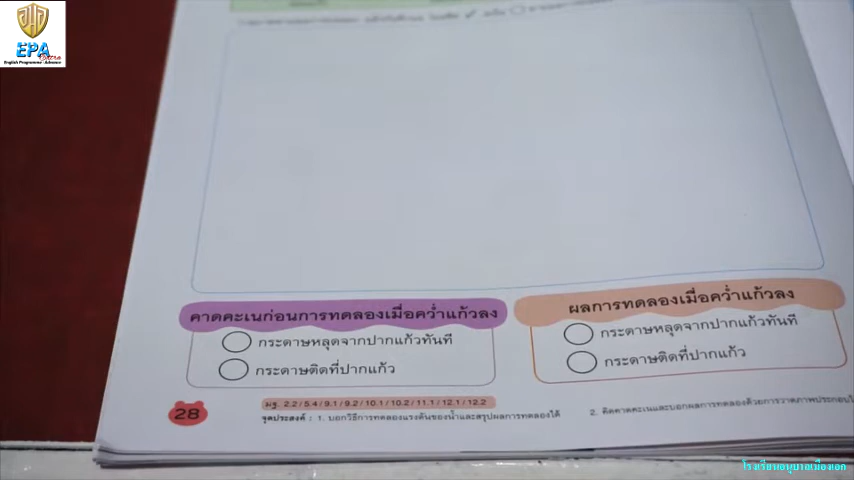 EPA
Extra
English Programme Advance
คาดคะเนก่อนการทดลองเมื่อคว่ำแก้วลง
กระดาษหลุดจากปากแก้วทันที
กระดาษติดที่ปากแก้ว
ผลการทดลองเมื่อคว่ำแก้วลง
กระดาษหลุดจากปากแก้วทันที
กระดาษติดที่ปากแก้ว
28
มฐ. 2.2 / 5.4 / 9.1 / 9.2 / 10.1 / 10.2 / 11.1 / 12.1 / 12.2
จุดประสงค์ : 1. บอกวิธีการทดลองแรงดันของน้ำและสรุปผลการทดลองได้
2. คิดคาดคะเนและบอกผลการทดลองด้วยการวาดภาพประกอบ
โรงเรียนอนุบาลเมืองเอก